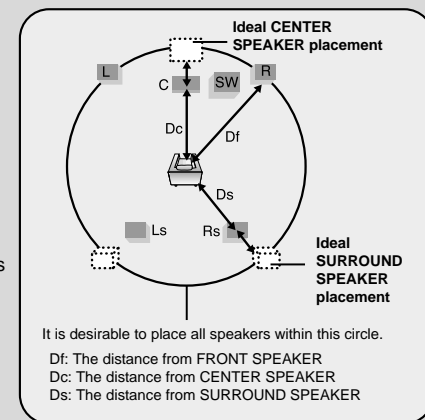 Ideal CENTER
SPEAKER placement
L
R
C
SW
Dc
Df
Ds
Ls
Rs
Ideal
SURROUND
SPEAKER
placement
s
It is desirable to place all speakers within this circle.
Df: The distance from FRONT SPEAKER
Dc: The distance from CENTER SPEAKER
Ds: The distance from SURROUND SPEAKER